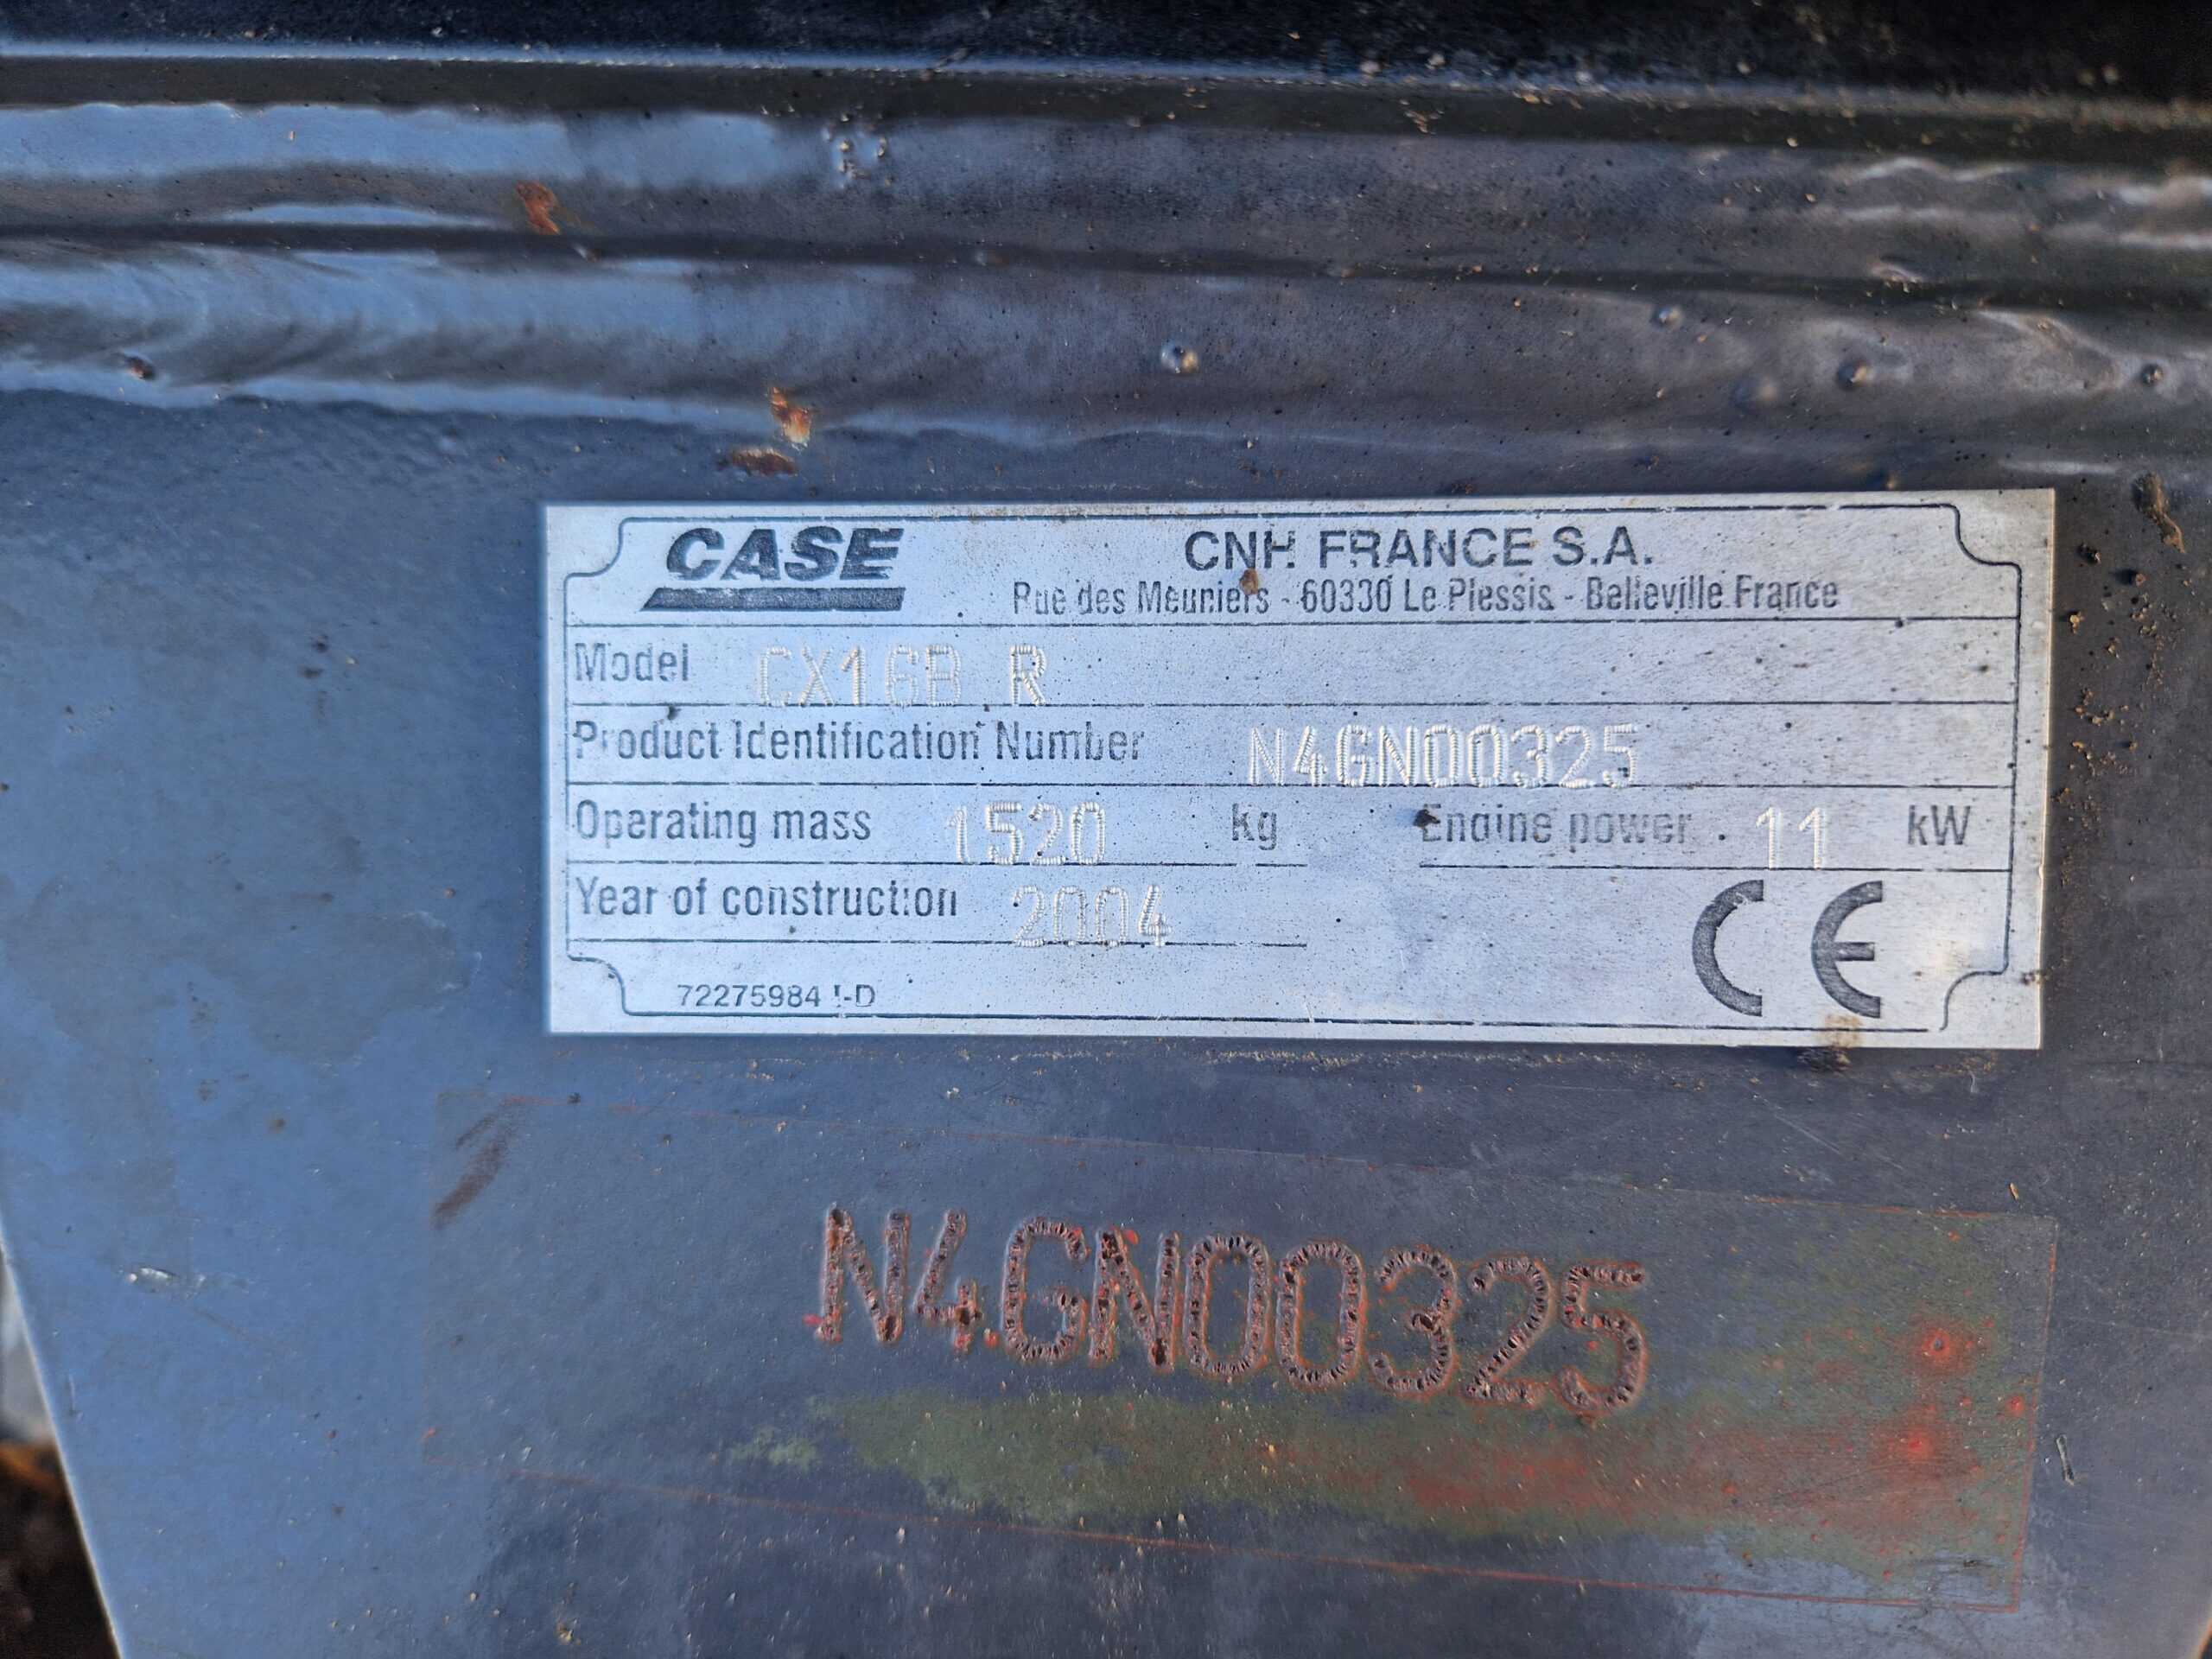 CASE
CNH FRANCE S.A.
Rue des Meuniers - 60330 Le Plessis - Belleville France
Model CX16B R
Product Identification Number N4GN00325
Operating mass 1520 kg Engine power 11 kW
Year of construction 2004
CE
72275984 I-D
N4GN00325